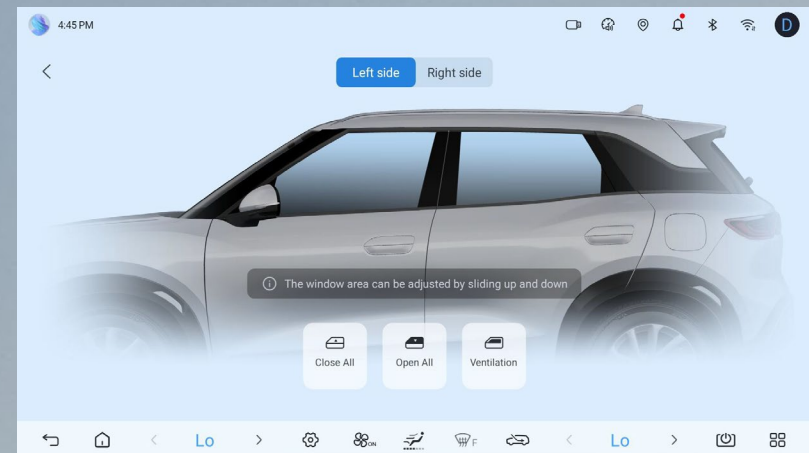 4:45 PM
D
Left side
Right side
The window area can be adjusted by sliding up and down
Close All
Open All
Ventilation
Lo
ON
F
Lo